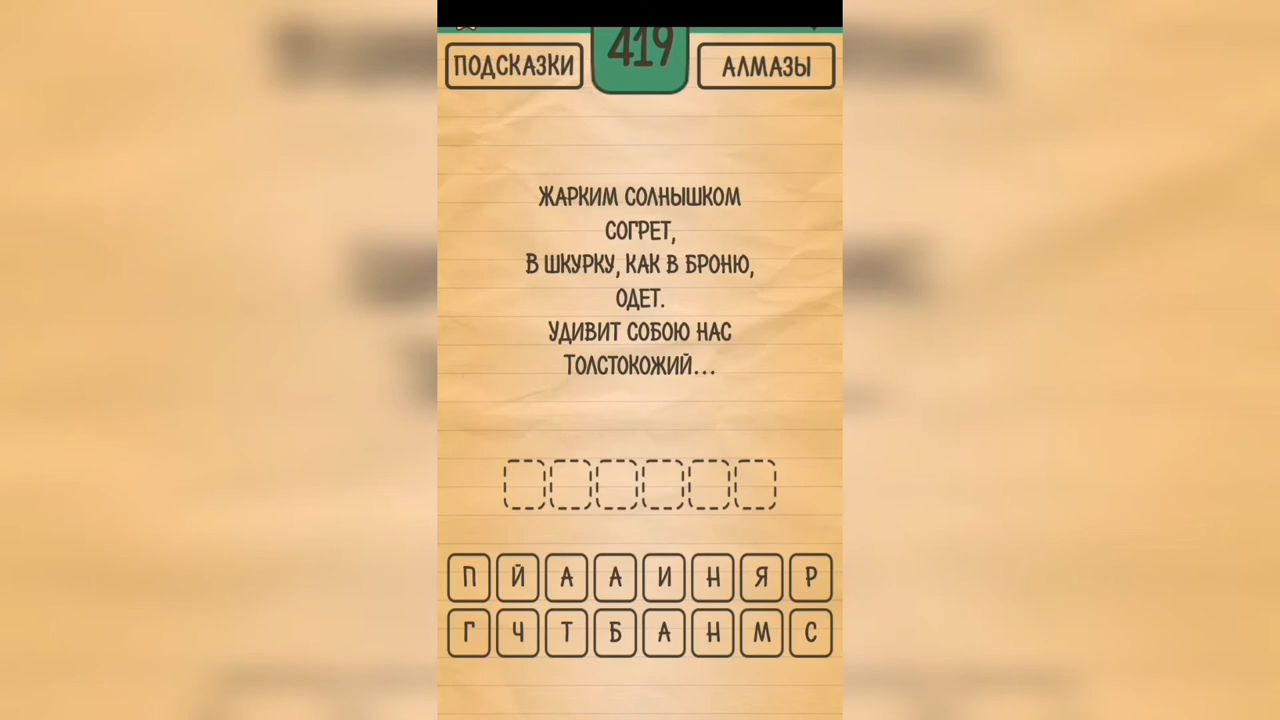 419
ПОДСКАЗКИ
АЛМАЗЫ
ЖАРКИМ СОЛНЫШКОМ
СОГРЕТ,
В ШКУРКУ, КАК В БРОНЮ,
ОДЕТ.
УДИВИТ СОБОЮ НАС
ТОЛСТОКОЖИЙ...
П Й А А И Н Я Р
Г Ч Т Б А Н М С